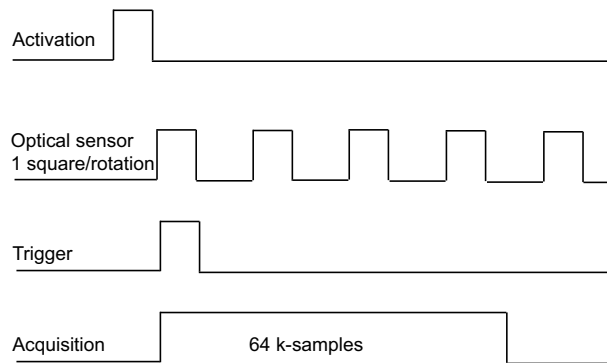 Activation
Optical sensor
1 square/rotation
Trigger
Acquisition
64 k-samples